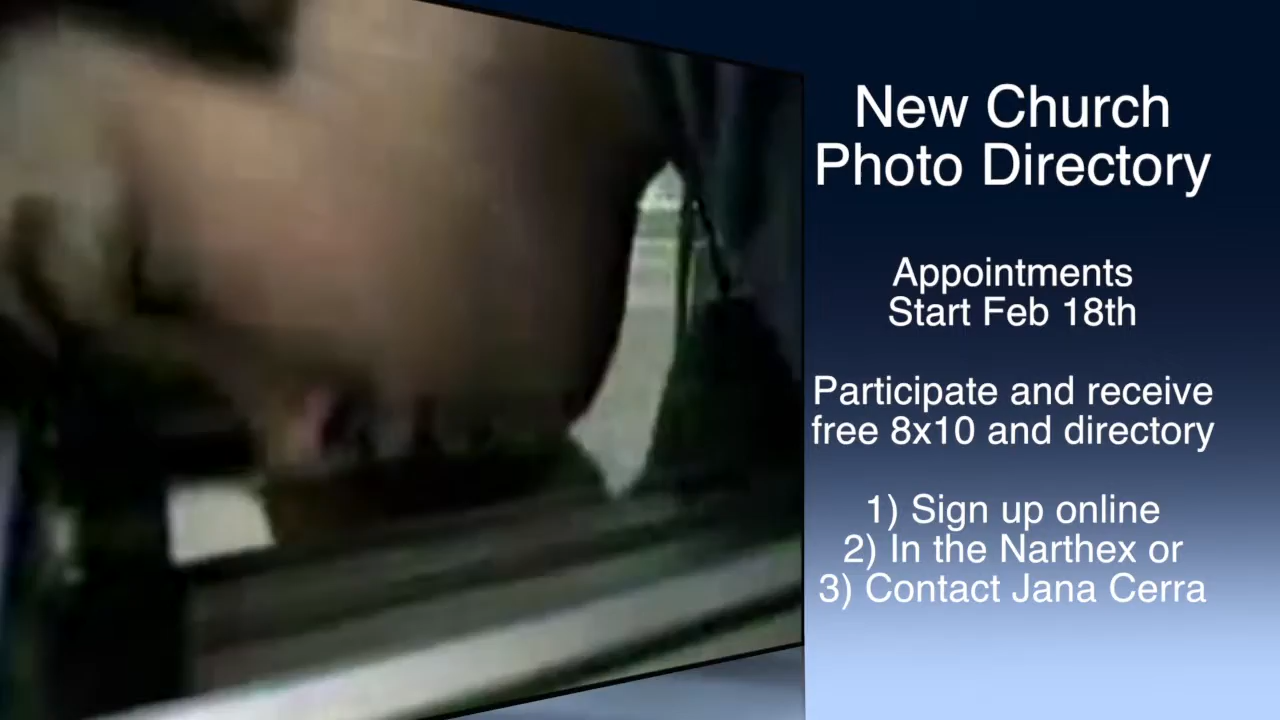 New Church
Photo Directory
Appointments
Start Feb 18th
Participate and receive
free 8x10 and directory
1) Sign up online
2) In the Narthex or
3) Contact Jana Cerra